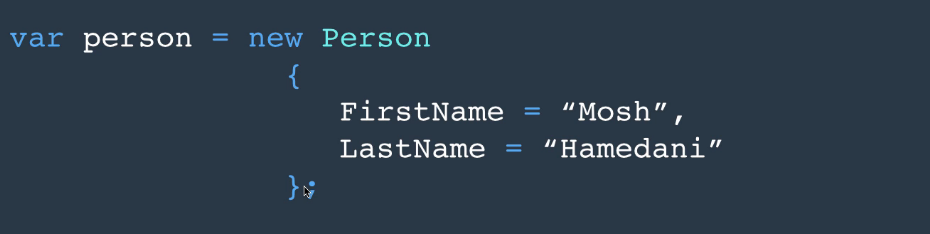 var person = new Person
{
FirstName = “Mosh”,
LastName = “Hamedani”
};